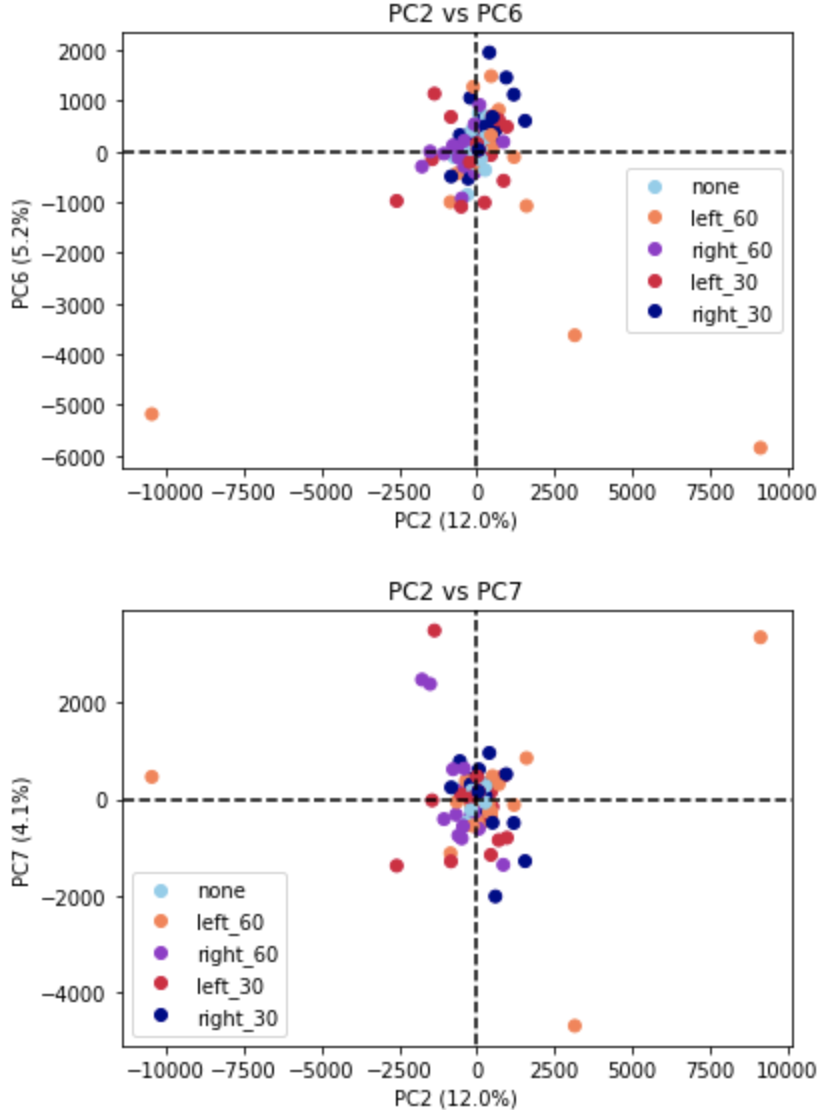 PC2 vs PC6
2000
1000
0
−1000
−2000
−3000
−4000
−5000
−6000
PC6 (5.2%)
none
left_60
right_60
left_30
right_30
−10000 −7500 −5000 −2500 0 2500 5000 7500 10000
PC2 (12.0%)
PC2 vs PC7
2000
0
−2000
−4000
PC7 (4.1%)
none
left_60
right_60
left_30
right_30
−10000 −7500 −5000 −2500 0 2500 5000 7500 10000
PC2 (12.0%)